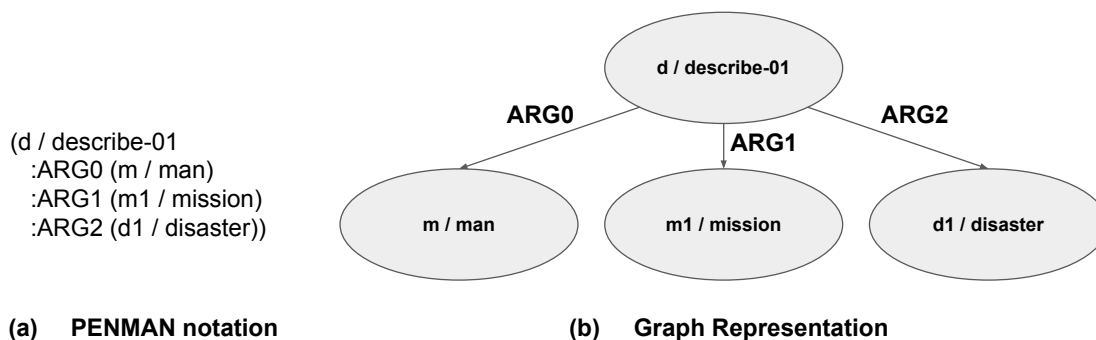 (d / describe-01
:ARG0 (m / man)
:ARG1 (m1 / mission)
:ARG2 (d1 / disaster))
(a) PENMAN notation
d / describe-01
ARG0
ARG1
ARG2
m / man
m1 / mission
d1 / disaster
(b) Graph Representation